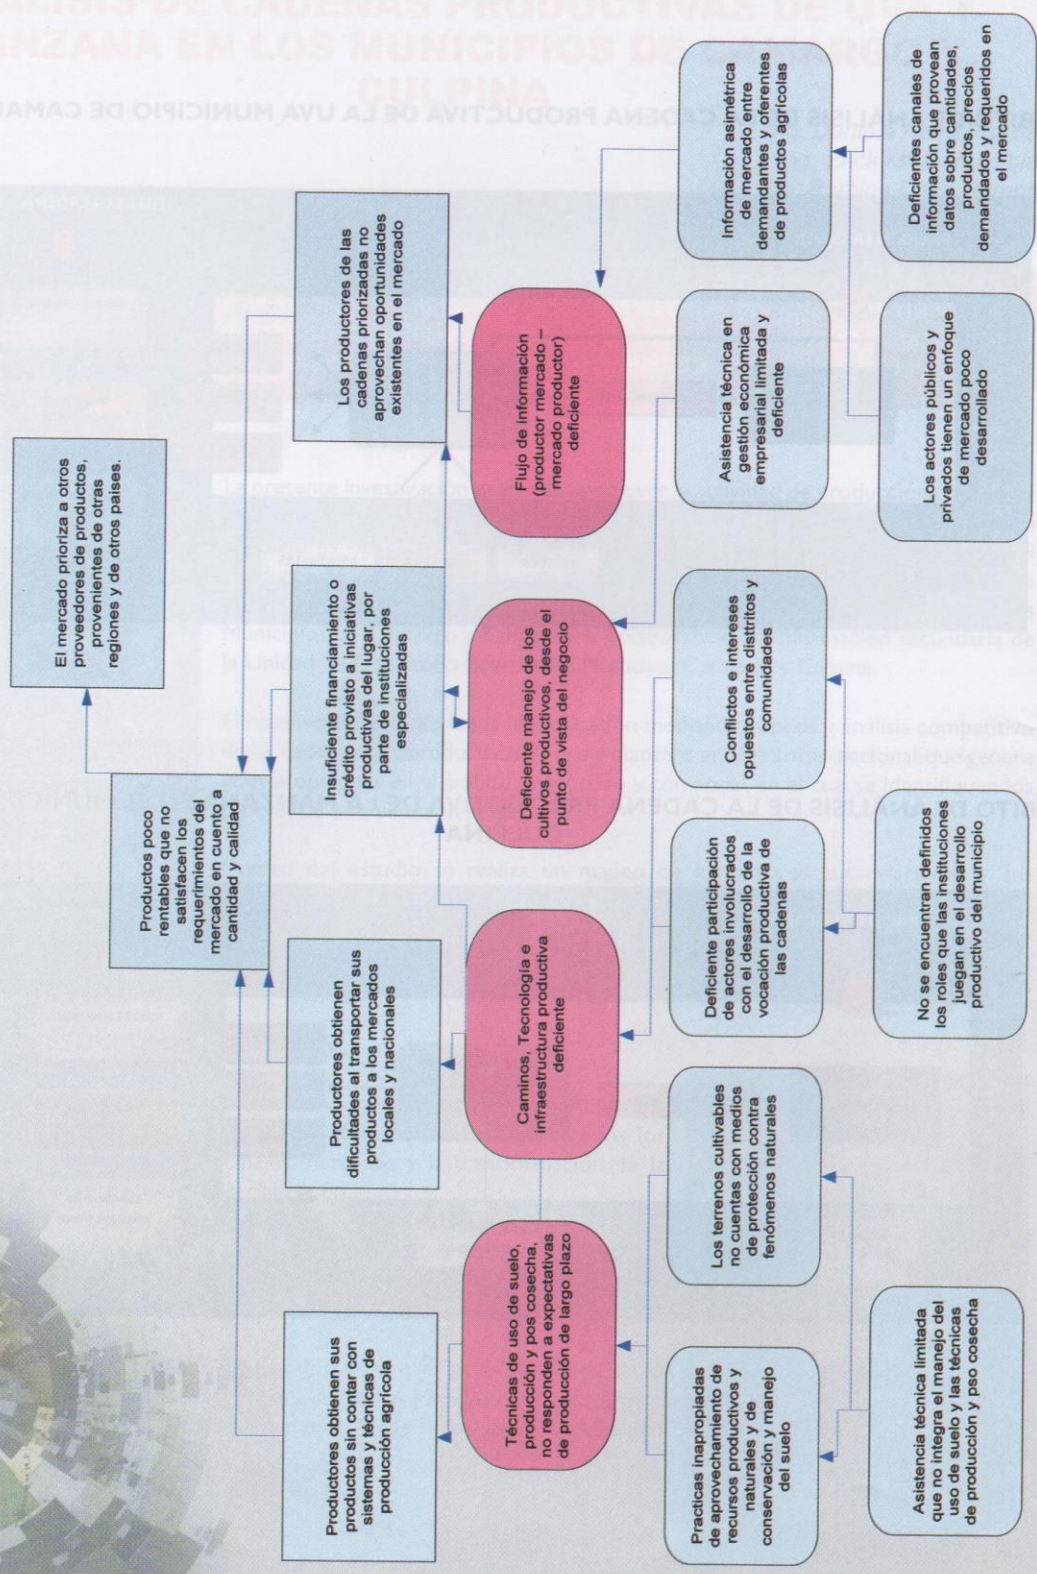 El mercado prioriza a otros
proveedores de productos,
provenientes de otras
regiones y de otros países.
Productos poco
rentables que no
satisfacen los
requerimientos del
mercado en cuento a
cantidad y calidad
Productores obtienen sus
productos sin contar con
sistemas y técnicas de
producción agrícola
Productores obtienen
dificultades al transportar sus
productos a los mercados
locales y nacionales
Insuficiente financiamiento o
crédito provisto a iniciativas
productivas del lugar, por
parte de instituciones
especializadas
Los productores de las
cadenas priorizadas no
aprovechan oportunidades
existentes en el mercado
Técnicas de uso de suelo,
producción y pos cosecha,
no responden a expectativas
de producción de largo plazo
Caminos, Tecnología e
infraestructura productiva
deficiente
Deficiente manejo de los
cultivos productivos, desde el
punto de vista del negocio
Flujo de información
(productor mercado –
mercado productor)
deficiente
Practicas inapropiadas
de aprovechamiento de
recursos productivos y
naturales y de
conservación y manejo
del suelo
Los terrenos cultivables
no cuentas con medios
de protección contra
fenómenos naturales
Deficiente participación
de actores involucrados
con el desarrollo de la
vocación productiva de
las cadenas
Conflictos e intereses
opuestos entre disttritos y
comunidades
Asistencia técnica en
gestión económica
empresarial limitada y
deficiente
Información asimétrica
de mercado entre
demandantes y oferentes
de productos agrícolas
Asistencia técnica limitada
que no integra el manejo del
uso de suelo y las técnicas
de producción y pso cosecha
No se encuentran definidos
los roles que las instituciones
juegan en el desarrollo
productivo del municipio
Los actores públicos y
privados tienen un enfoque
de mercado poco
desarrollado
Deficientes canales de
información que provean
datos sobre cantidades,
productos, precios
demandados y requeridos en
el mercado